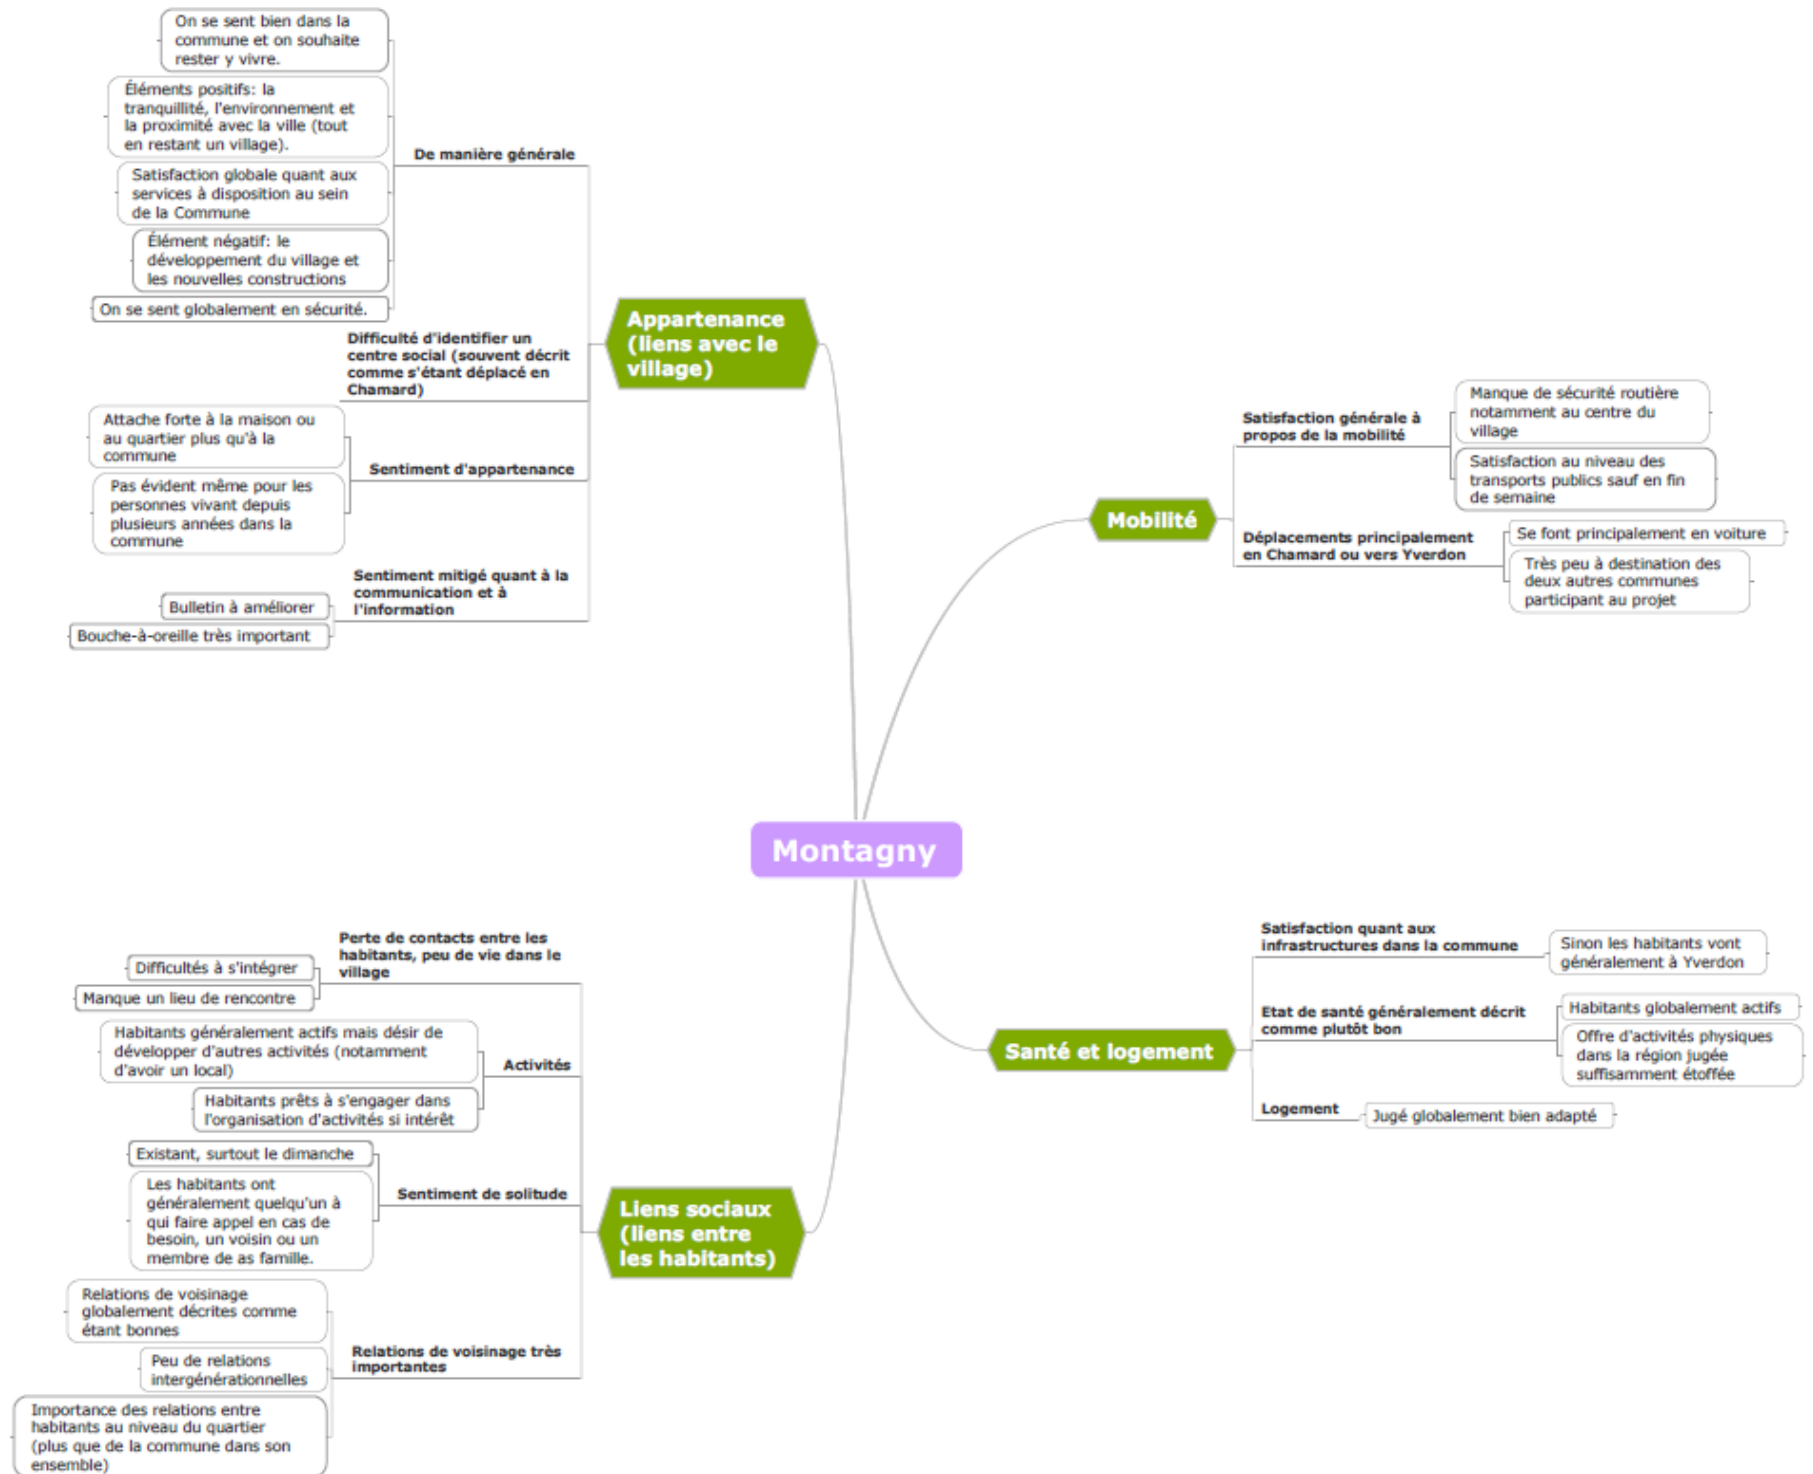 On se sent bien dans la
commune et on souhaite
rester y vivre.
Éléments positifs: la
tranquillité, l'environnement et
la proximité avec la ville (tout
en restant un village).
Satisfaction globale quant aux
services à disposition au sein
de la Commune
Élément négatif: le
développement du village et
les nouvelles constructions
On se sent globalement en sécurité.
De manière générale
Difficulté d'identifier un
centre social (souvent décrit
comme s'étant déplacé en
Chamard)
Attache forte à la maison ou
au quartier plus qu'à la
commune
Pas évident même pour les
personnes vivant depuis
plusieurs années dans la
commune
Sentiment d'appartenance
Sentiment mitigé quant à la
communication et à
l'information
Bulletin à améliorer
Bouche-à-oreille très important
Appartenance
(liens avec le
village)
Mobilité
Satisfaction générale à
propos de la mobilité
Manque de sécurité routière
notamment au centre du
village
Satisfaction au niveau des
transports publics sauf en fin
de semaine
Déplacements principalement
en Chamard ou vers Yverdon
Se font principalement en voiture
Très peu à destination des
deux autres communes
participant au projet
Montagny
Perte de contacts entre les
habitants, peu de vie dans le
village
Difficultés à s'intégrer
Manque un lieu de rencontre
Habitants généralement actifs mais désir de
développer d'autres activités (notamment
d'avoir un local)
Activités
Habitants prêts à s'engager dans
l'organisation d'activités si intérêt
Existant, surtout le dimanche
Les habitants ont
généralement quelqu'un à
qui faire appel en cas de
besoin, un voisin ou un
membre de as famille.
Sentiment de solitude
Relations de voisinage
globalement décrites comme
étant bonnes
Peu de relations
intergénérationnelles
Importance des relations entre
habitants au niveau du quartier
(plus que de la commune dans son
ensemble)
Relations de voisinage très
importantes
Liens sociaux
(liens entre
les habitants)
Santé et logement
Satisfaction quant aux
infrastructures dans la commune
Sinon les habitants vont
généralement à Yverdon
Etat de santé généralement décrit
comme plutôt bon
Habitants globalement actifs
Offre d'activités physiques
dans la région jugée
suffisamment étoffée
Logement
Jugé globalement bien adapté